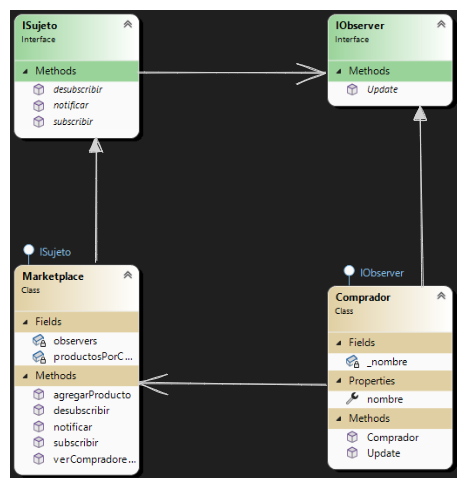 ISujeto
Interface
Methods
desubscribir
notificar
subscribir
IObserver
Interface
Methods
Update
ISujeto
Marketplace
Class
Fields
observers
productosPorC...
Methods
agregarProducto
desubscribir
notificar
subscribir
verCompradore...
IObserver
Comprador
Class
Fields
_nombre
Properties
nombre
Methods
Comprador
Update